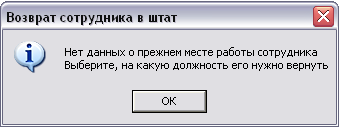 Возврат сотрудника в штат
Нет данных о прежнем месте работы сотрудника
Выберите, на какую должность его нужно вернуть
OK